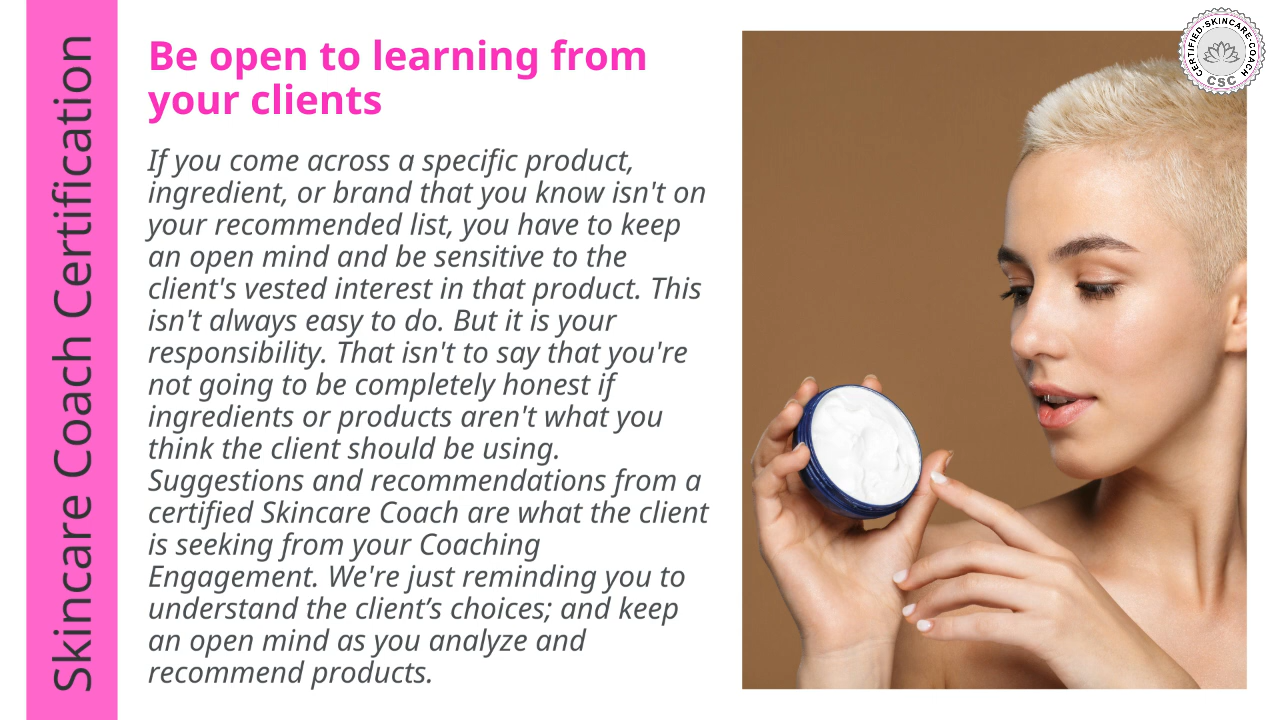 Skincare Coach Certification
Be open to learning from
your clients
If you come across a specific product,
ingredient, or brand that you know isn't on
your recommended list, you have to keep
an open mind and be sensitive to the
client's vested interest in that product. This
isn't always easy to do. But it is your
responsibility. That isn't to say that you're
not going to be completely honest if
ingredients or products aren't what you
think the client should be using.
Suggestions and recommendations from a
certified Skincare Coach are what the client
is seeking from your Coaching
Engagement. We're just reminding you to
understand the client’s choices; and keep
an open mind as you analyze and
recommend products.
CERTIFIED·SKINCARE·COACH
CSC